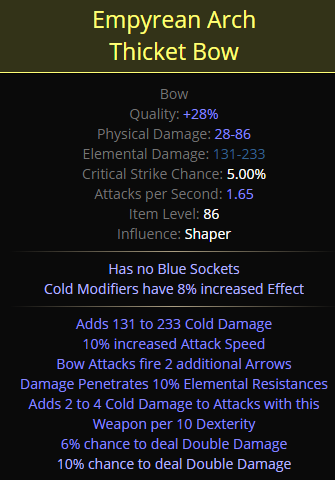 Empyrean Arch
Thicket Bow
Bow
Quality: +28%
Physical Damage: 28-86
Elemental Damage: 131-233
Critical Strike Chance: 5.00%
Attacks per Second: 1.65
Item Level: 86
Influence: Shaper
Has no Blue Sockets
Cold Modifiers have 8% increased Effect
Adds 131 to 233 Cold Damage
10% increased Attack Speed
Bow Attacks fire 2 additional Arrows
Damage Penetrates 10% Elemental Resistances
Adds 2 to 4 Cold Damage to Attacks with this
Weapon per 10 Dexterity
6% chance to deal Double Damage
10% chance to deal Double Damage